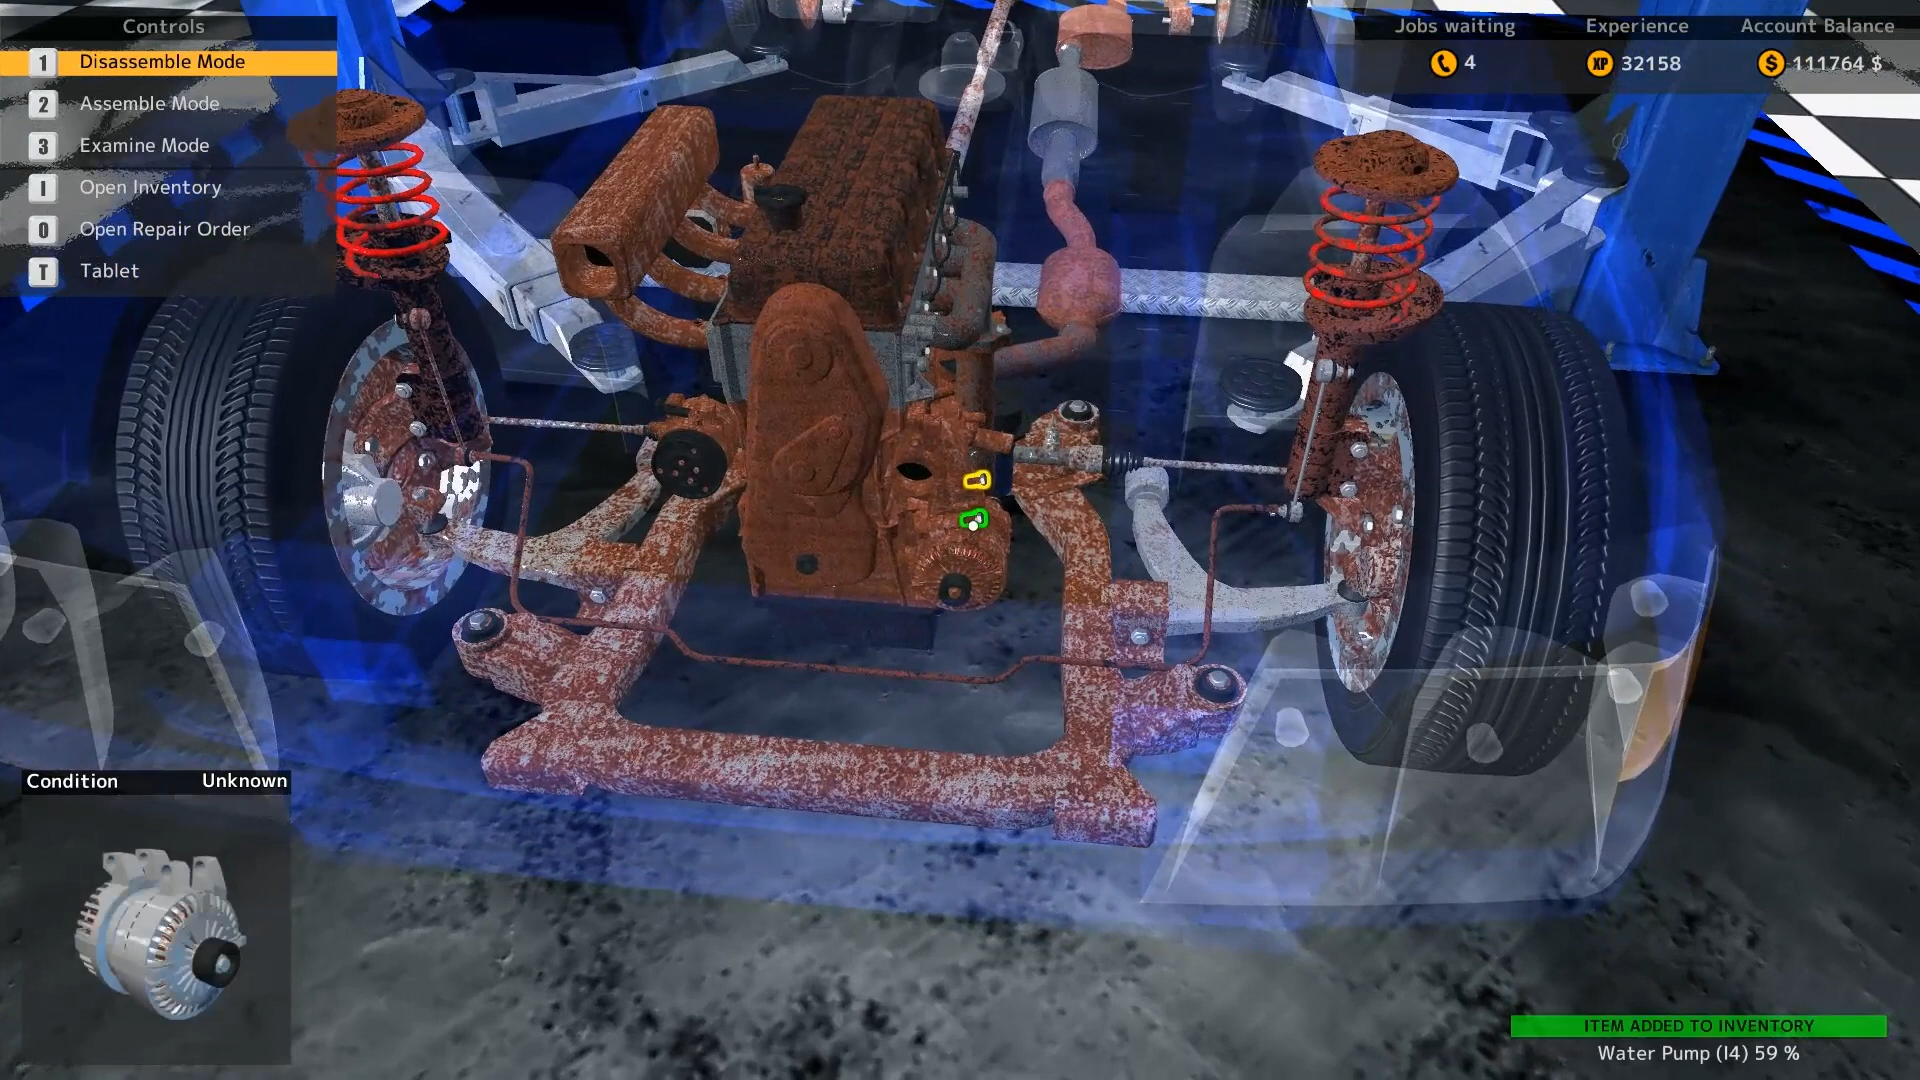 Controls
1 Disassemble Mode
2 Assemble Mode
3 Examine Mode
I Open Inventory
O Open Repair Order
T Tablet
Jobs waiting Experience Account Balance
4 XP 32158 $ 111764 $
Condition Unknown
ITEM ADDED TO INVENTORY
Water Pump (I4) 59 %